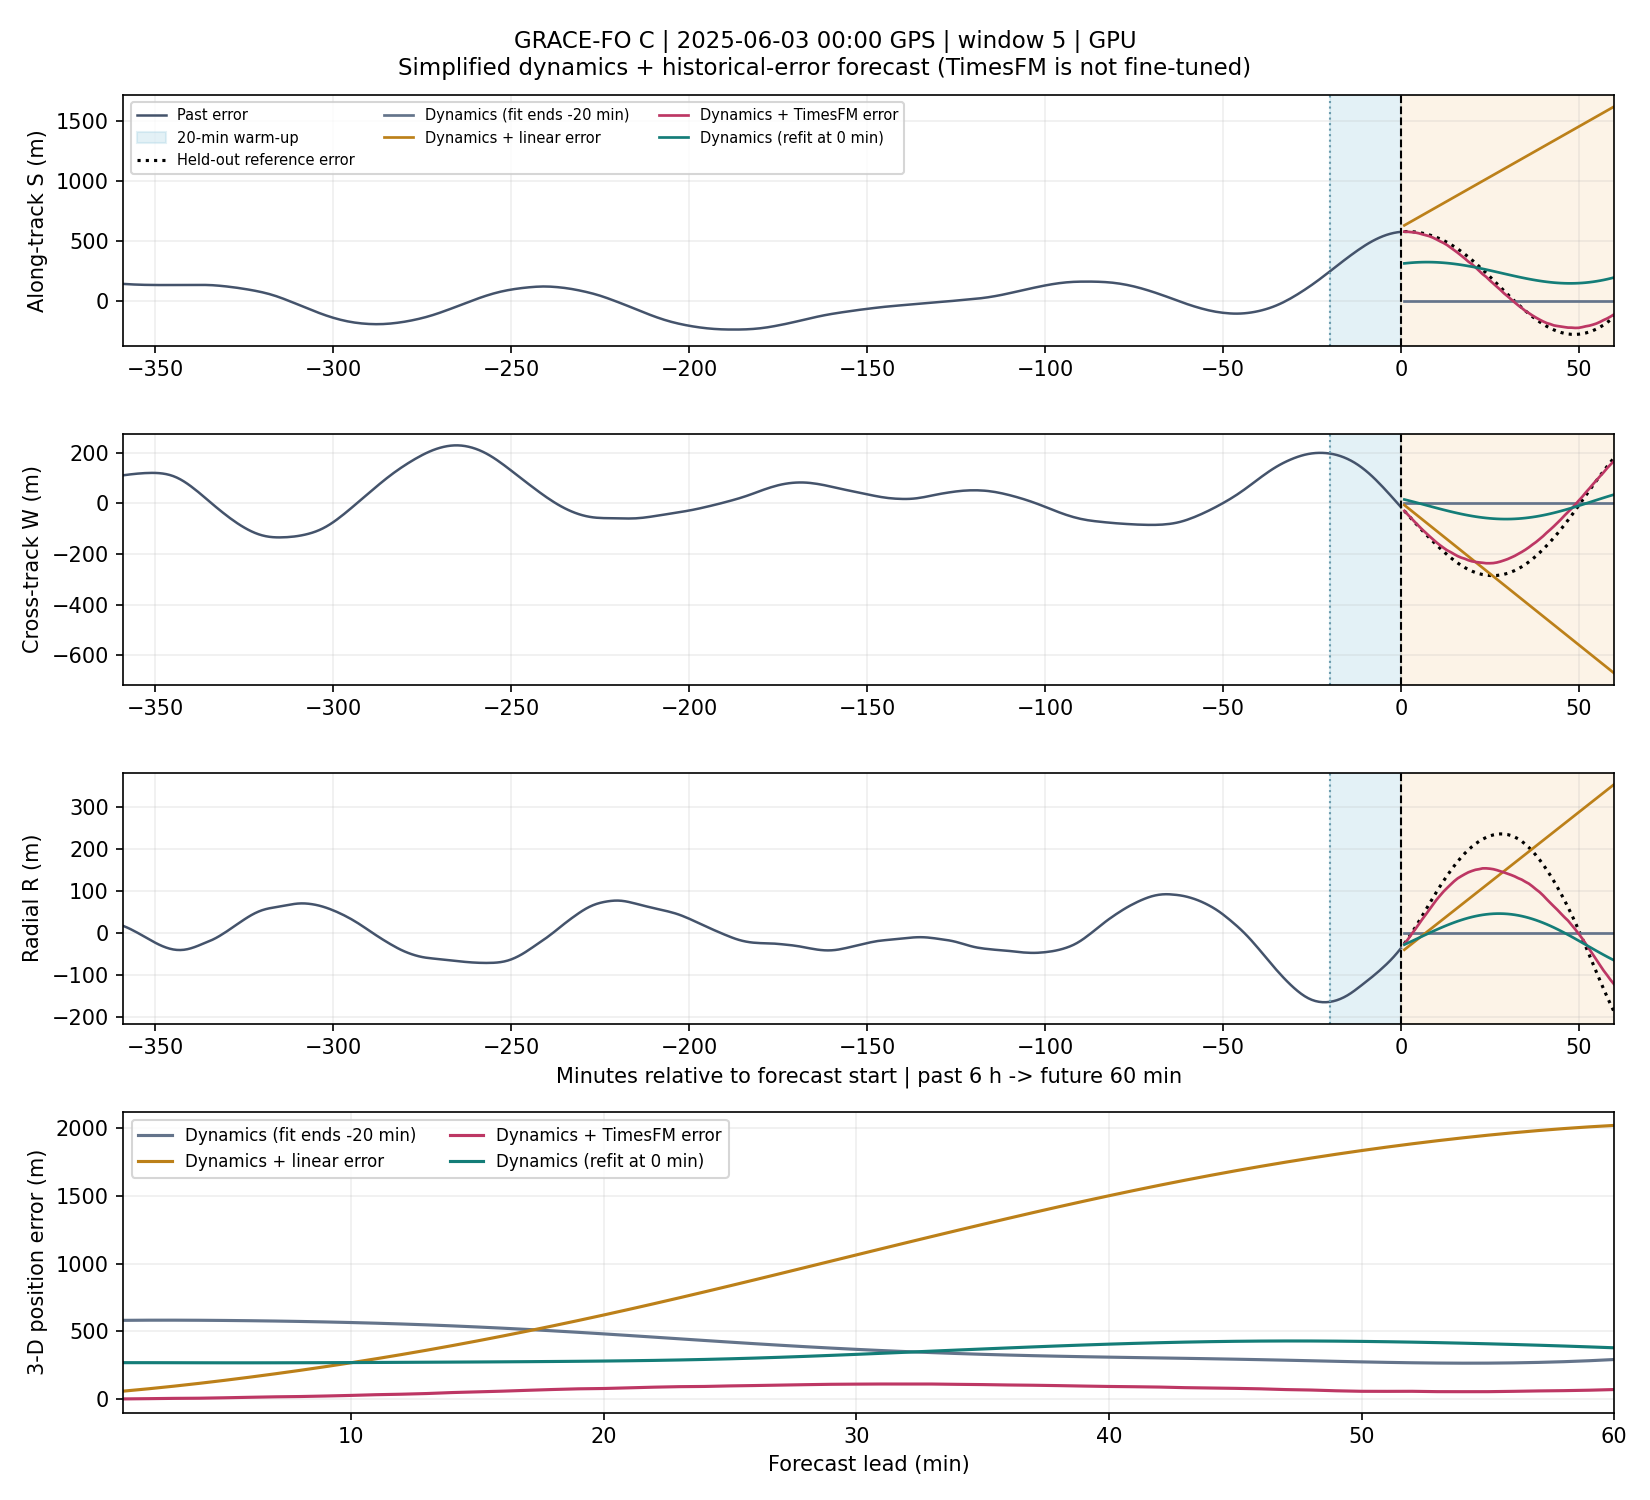 GRACE-FO C | 2025-06-03 00:00 GPS | window 5 | GPU
Simplified dynamics + historical-error forecast (TimesFM is not fine-tuned)
Along-track S (m)
1500
1000
500
0
Past error
20-min warm-up
Held-out reference error
Dynamics (fit ends -20 min)
Dynamics + linear error
Dynamics + TimesFM error
Dynamics (refit at 0 min)
−350 −300 −250 −200 −150 −100 −50 0 50
Cross-track W (m)
200
0
−200
−400
−600
−350 −300 −250 −200 −150 −100 −50 0 50
Radial R (m)
300
200
100
0
−100
−200
−350 −300 −250 −200 −150 −100 −50 0 50
Minutes relative to forecast start | past 6 h -> future 60 min
3-D position error (m)
2000
1500
1000
500
0
Dynamics (fit ends -20 min)
Dynamics + linear error
Dynamics + TimesFM error
Dynamics (refit at 0 min)
10 20 30 40 50 60
Forecast lead (min)